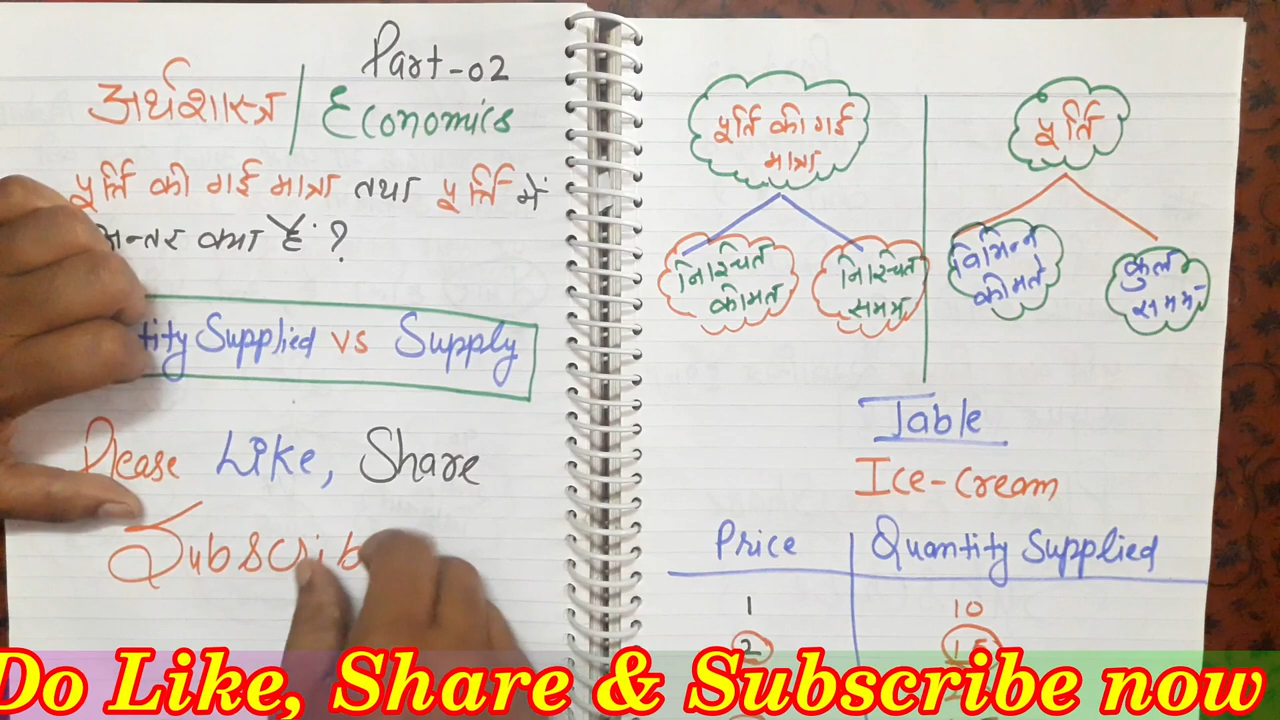 Part-02
अर्थशास्त्र | Economics
पूर्ति की गई मात्रा तथा पूर्ति में
अन्तर क्या है ?
tity Supplied vs Supply
Please Like, Share
Subscrib
पूर्ति की गई
मात्रा
निश्चित
कीमत
निश्चित
समय
पूर्ति
विभिन्न
कीमतें
कुल
समय
Table
Ice-Cream
Price Quantity Supplied
1 10
2 15
Do Like, Share & Subscribe now